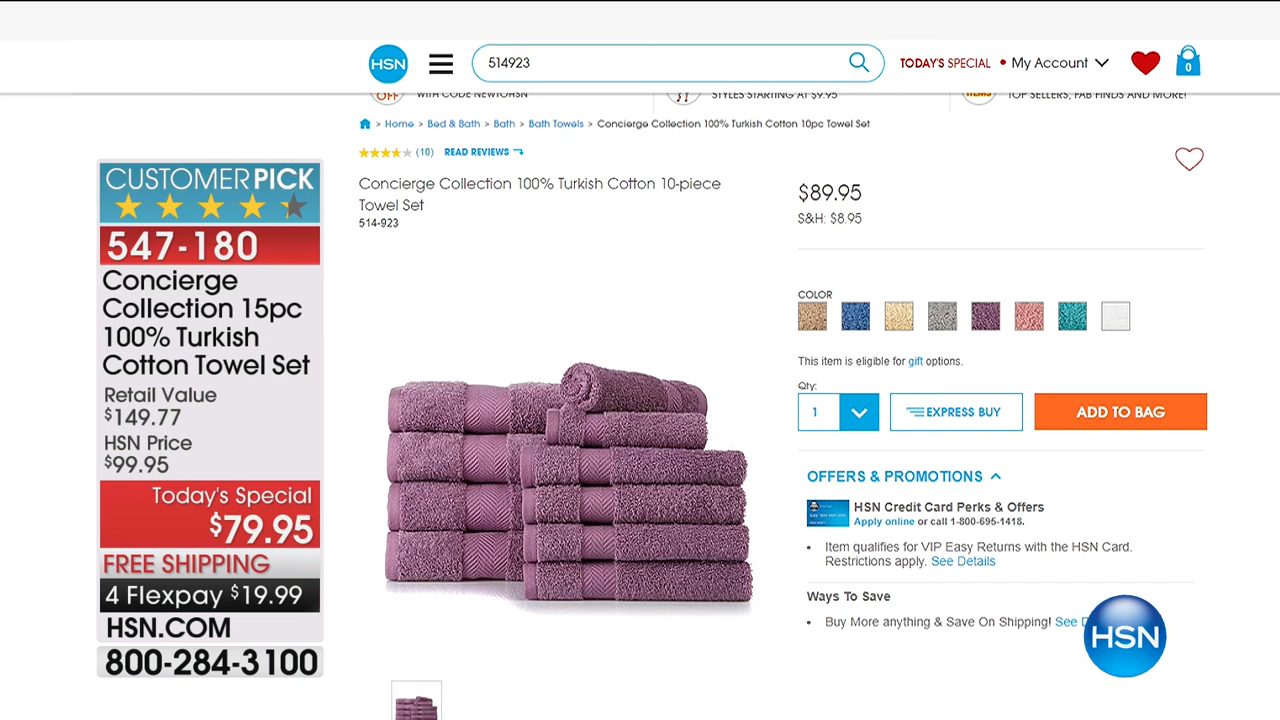 HSN
514923
TODAY'S SPECIAL
My Account
0
OFF
WITH CODE NEWTOHSN
STYLES STARTING AT $9.95
ITEMS
TOP SELLERS, FAB FINDS AND MORE!
> Home > Bed & Bath > Bath > Bath Towels > Concierge Collection 100% Turkish Cotton 10pc Towel Set
(10) READ REVIEWS
Concierge Collection 100% Turkish Cotton 10-piece
Towel Set
514-923
$89.95
S&H: $8.95
COLOR
This item is eligible for gift options.
Qty:
1
EXPRESS BUY
ADD TO BAG
OFFERS & PROMOTIONS
HSN Credit Card Perks & Offers
Apply online or call 1-800-695-1418.
• Item qualifies for VIP Easy Returns with the HSN Card.
Restrictions apply. See Details
Ways To Save
• Buy More anything & Save On Shipping! See D
HSN
CUSTOMER PICK
547-180
Concierge
Collection 15pc
100% Turkish
Cotton Towel Set
Retail Value
$149.77
HSN Price
$99.95
Today's Special
$79.95
FREE SHIPPING
4 Flexpay $19.99
HSN.COM
800-284-3100